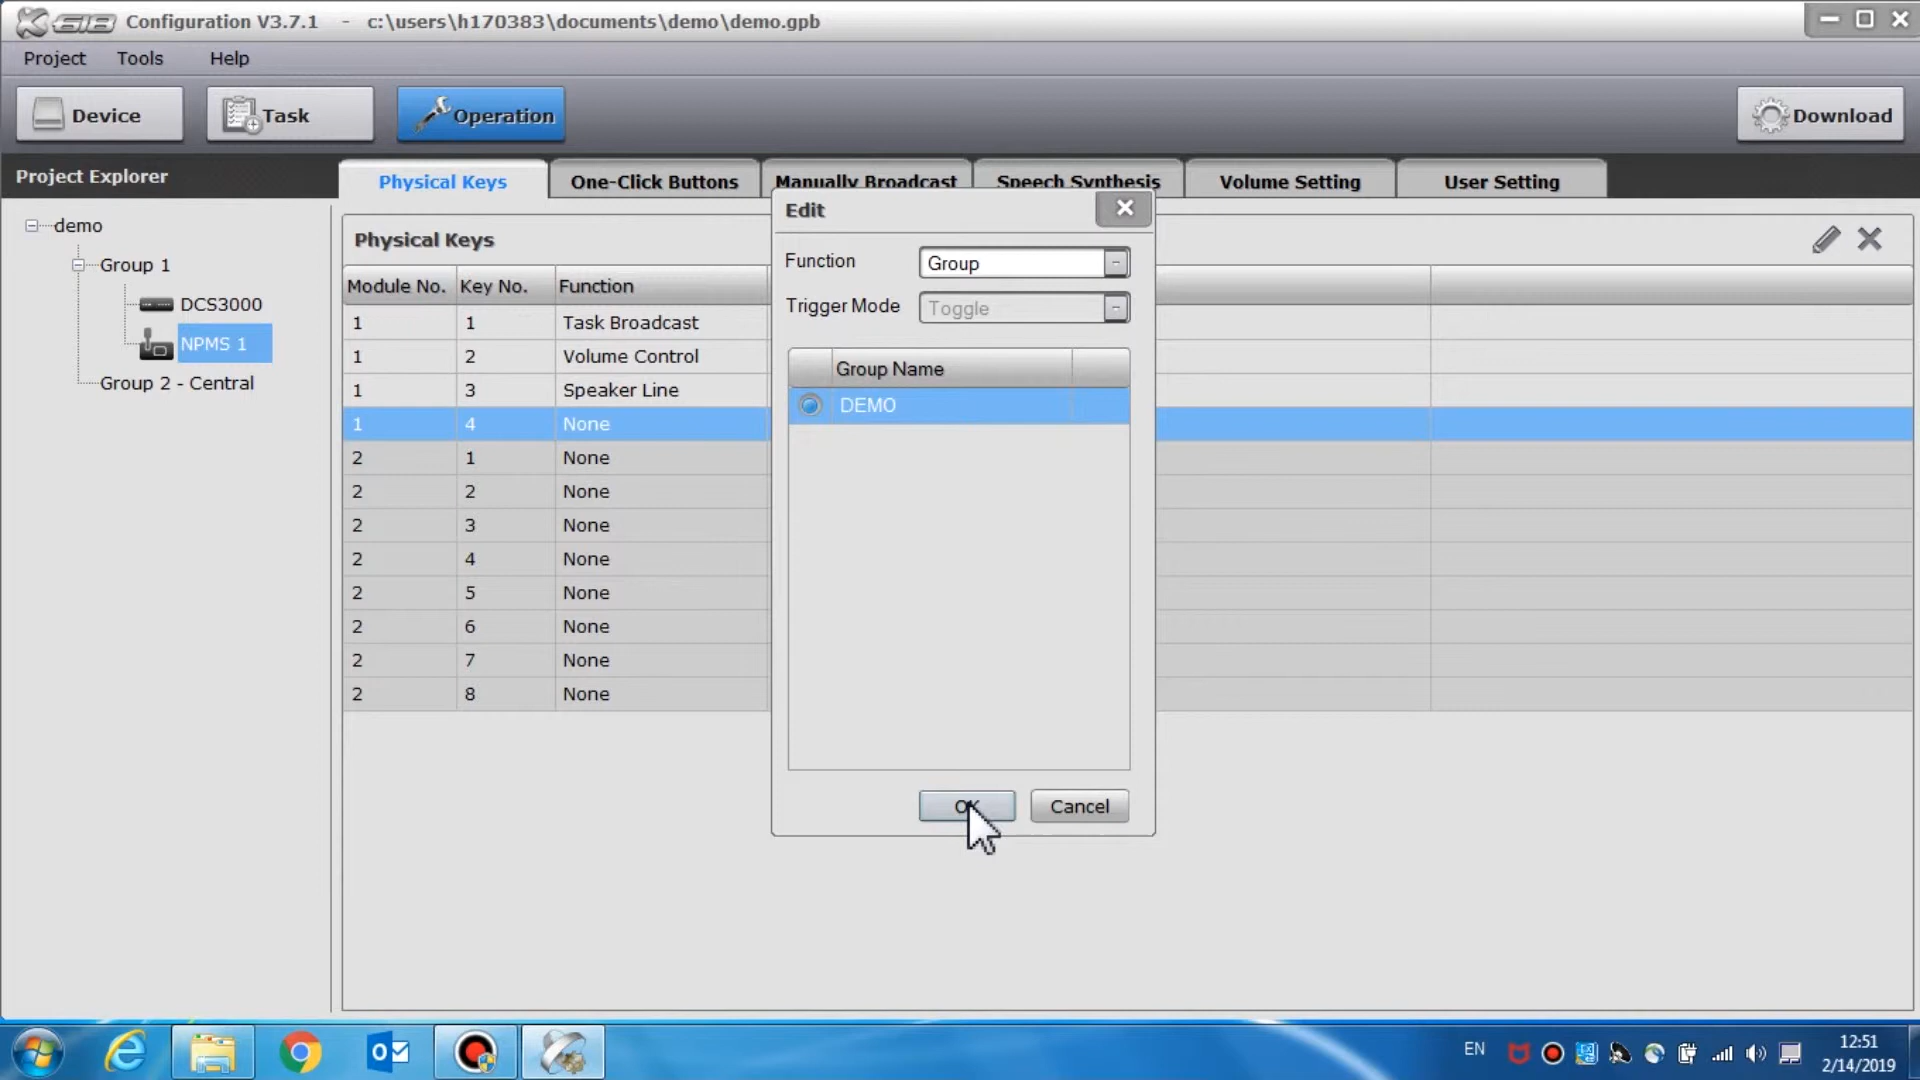 X-618 Configuration V3.7.1 - c:\users\h170383\documents\demo\demo.gpb
Project Tools Help
Device Task Operation Download
Project Explorer
Physical Keys One-Click Buttons Manually Broadcast Speech Synthesis Volume Setting User Setting
demo
Group 1
DCS3000
NPMS 1
Group 2 - Central
Physical Keys
Module No. Key No. Function
1 1 Task Broadcast
1 2 Volume Control
1 3 Speaker Line
1 4 None
2 1 None
2 2 None
2 3 None
2 4 None
2 5 None
2 6 None
2 7 None
2 8 None
Edit
Function Group
Trigger Mode Toggle
Group Name
DEMO
OK Cancel
EN
12:51
2/14/2019